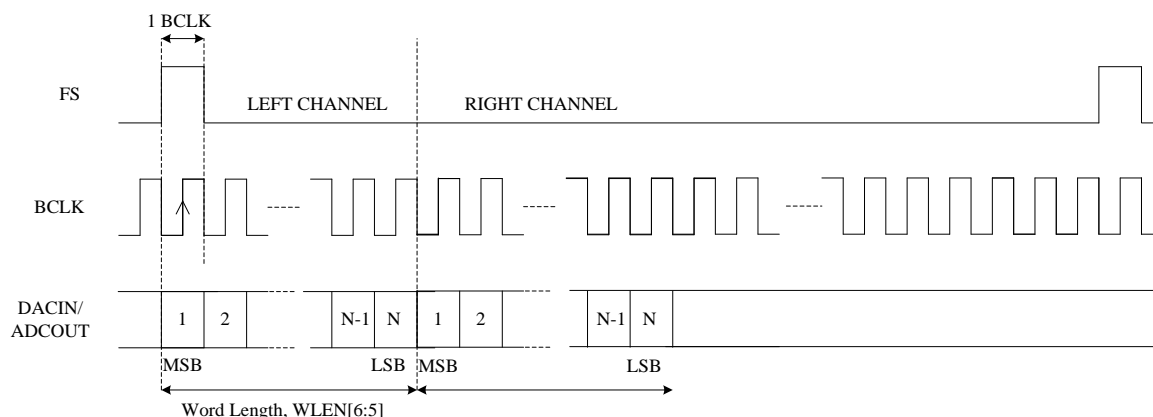 1 BCLK
FS
LEFT CHANNEL RIGHT CHANNEL
BCLK
DACIN/
ADCOUT
1 2 N-1 N 1 2 N-1 N
MSB LSB MSB LSB
Word Length, WLEN[6:5]